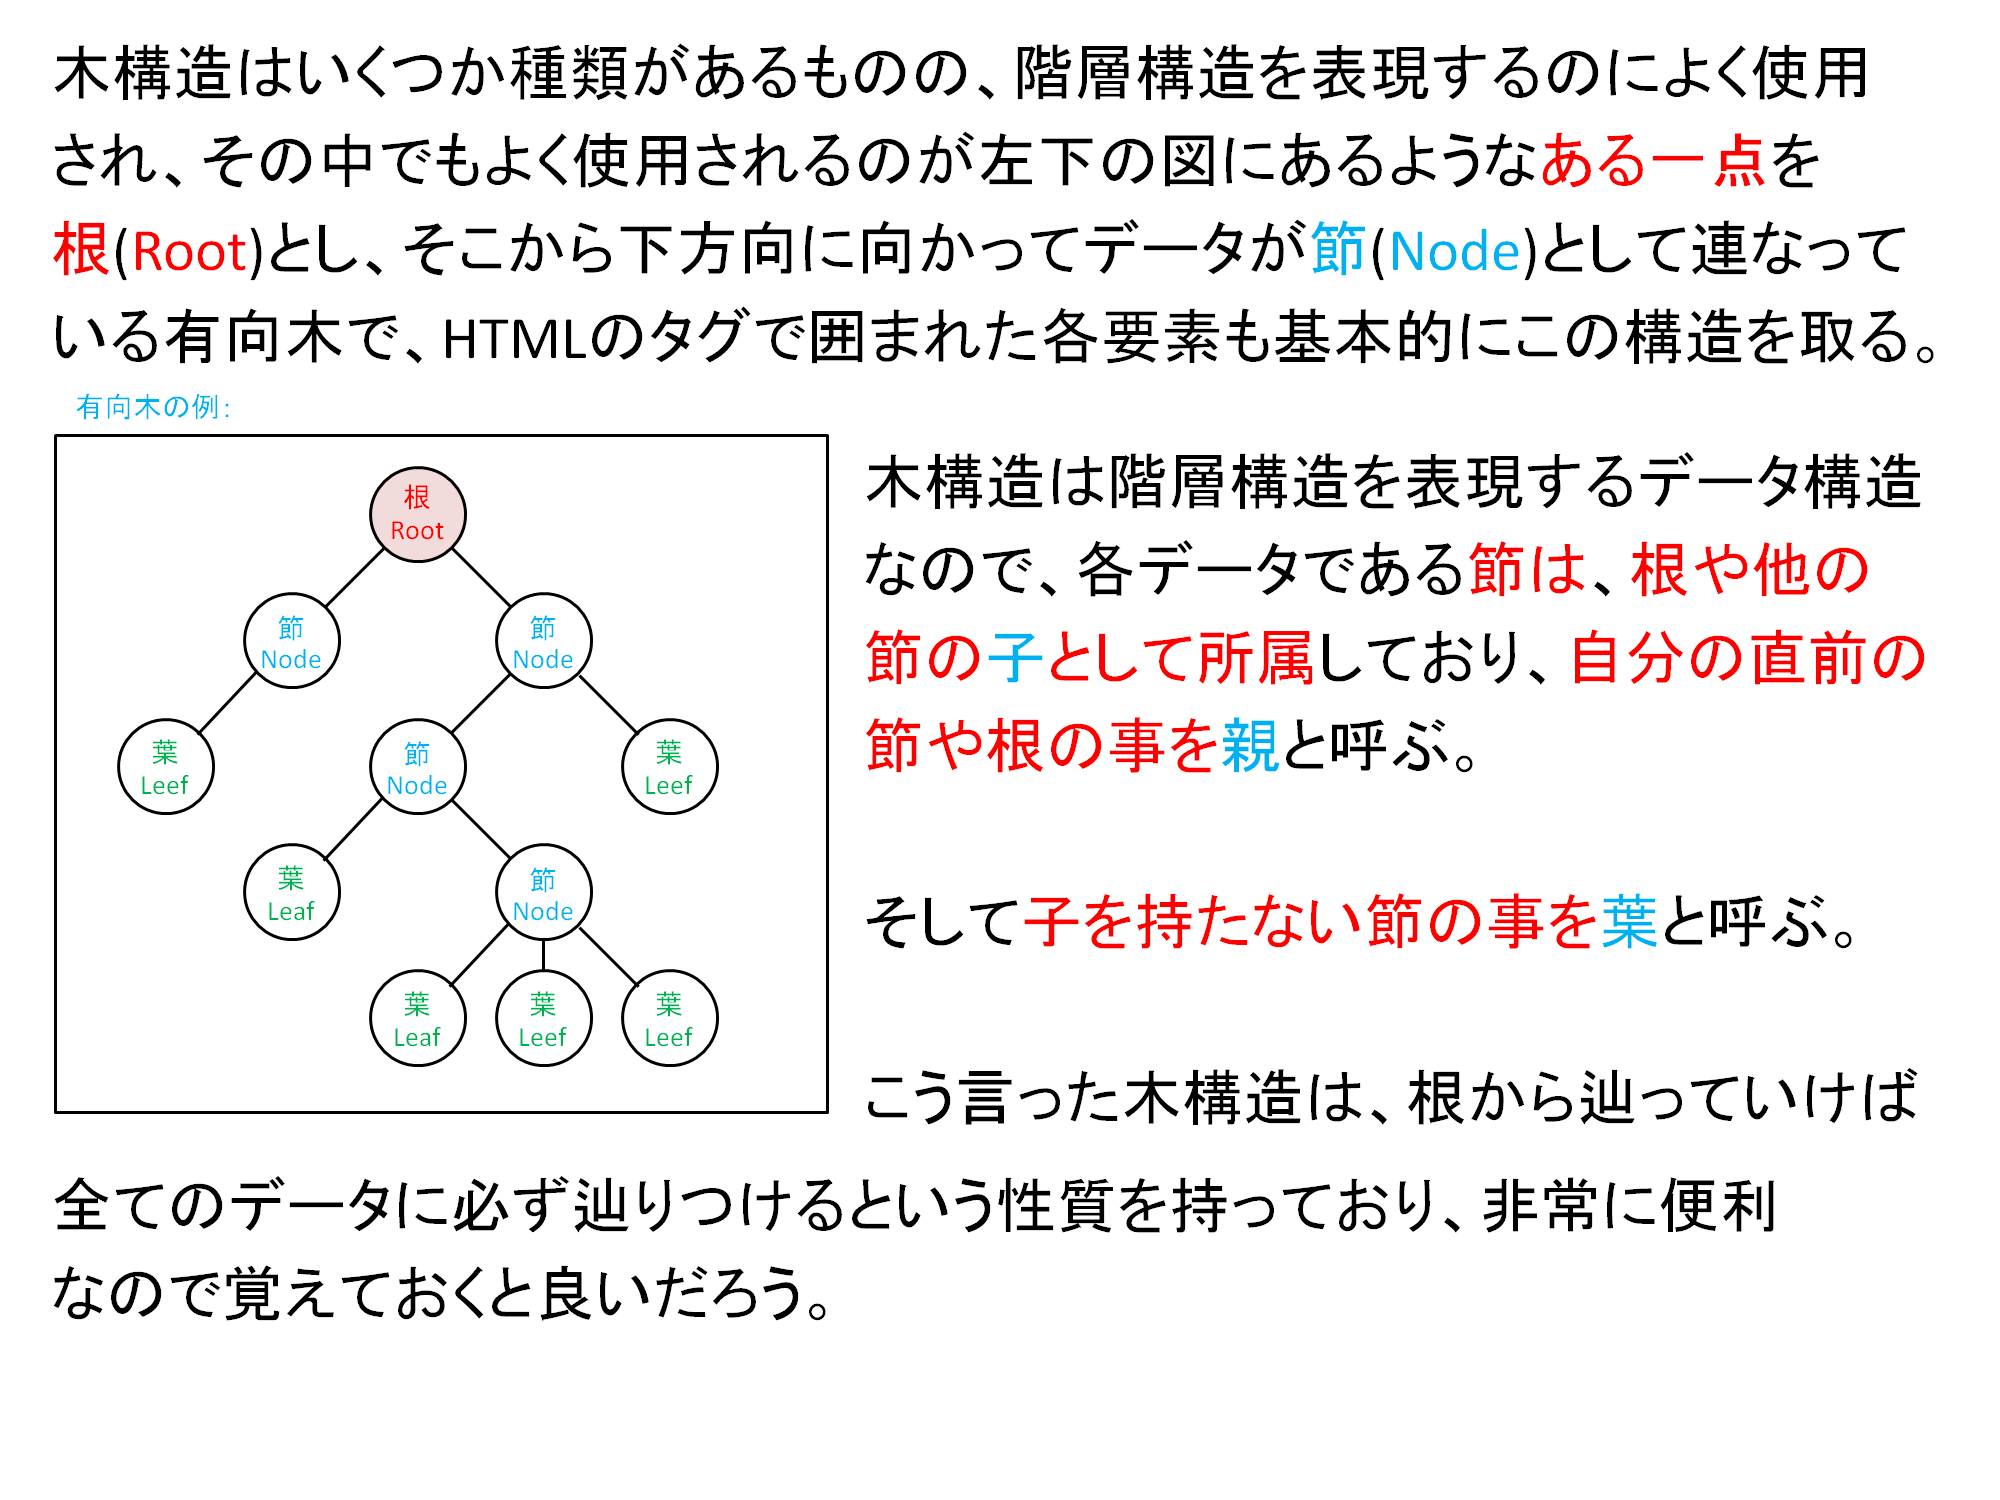 木構造はいくつか種類があるものの、階層構造を表現するのによく使用
され、その中でもよく使用されるのが左下の図にあるようなある一点を
根(Root)とし、そこから下方向に向かってデータが節(Node)として連なって
いる有向木で、HTMLのタグで囲まれた各要素も基本的にこの構造を取る。
有向木の例：
根
Root
節
Node
節
Node
葉
Leef
節
Node
葉
Leef
葉
Leaf
節
Node
葉
Leaf
葉
Leef
葉
Leef
木構造は階層構造を表現するデータ構造
なので、各データである節は、根や他の
節の子として所属しており、自分の直前の
節や根の事を親と呼ぶ。
そして子を持たない節の事を葉と呼ぶ。
こう言った木構造は、根から辿っていけば
全てのデータに必ず辿りつけるという性質を持っており、非常に便利
なので覚えておくと良いだろう。